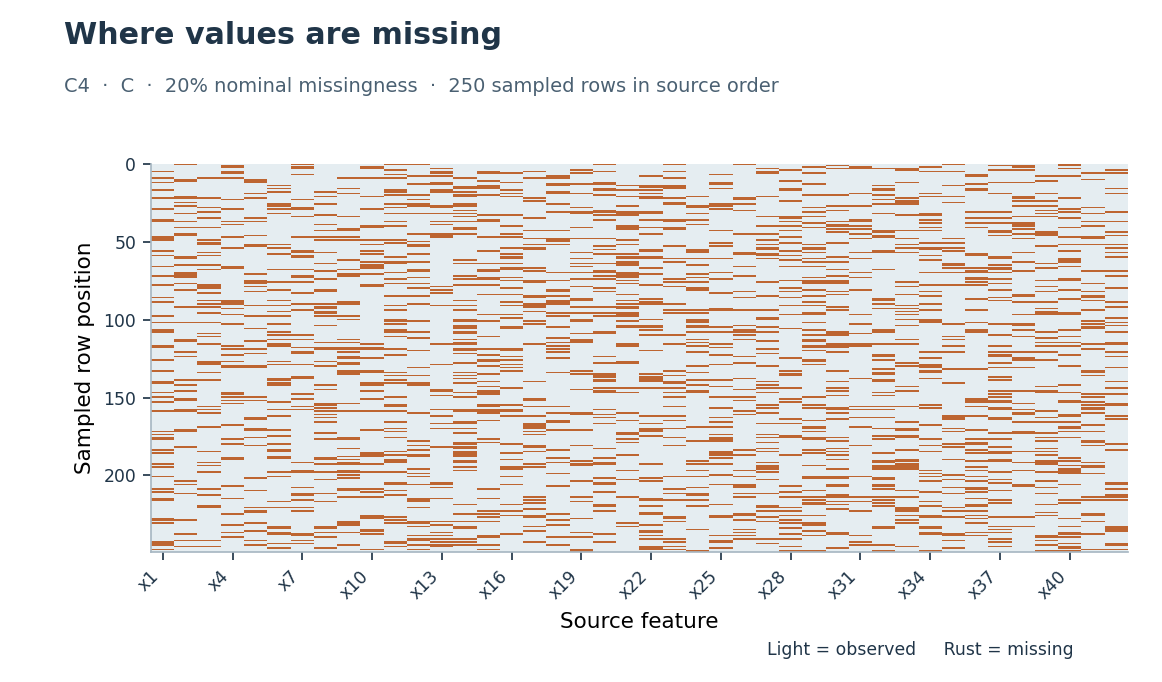 Where values are missing
C4 · C · 20% nominal missingness · 250 sampled rows in source order
0
50
100
150
200
Sampled row position
x1 x4 x7 x10 x13 x16 x19 x22 x25 x28 x31 x34 x37 x40
Source feature
Light = observed Rust = missing